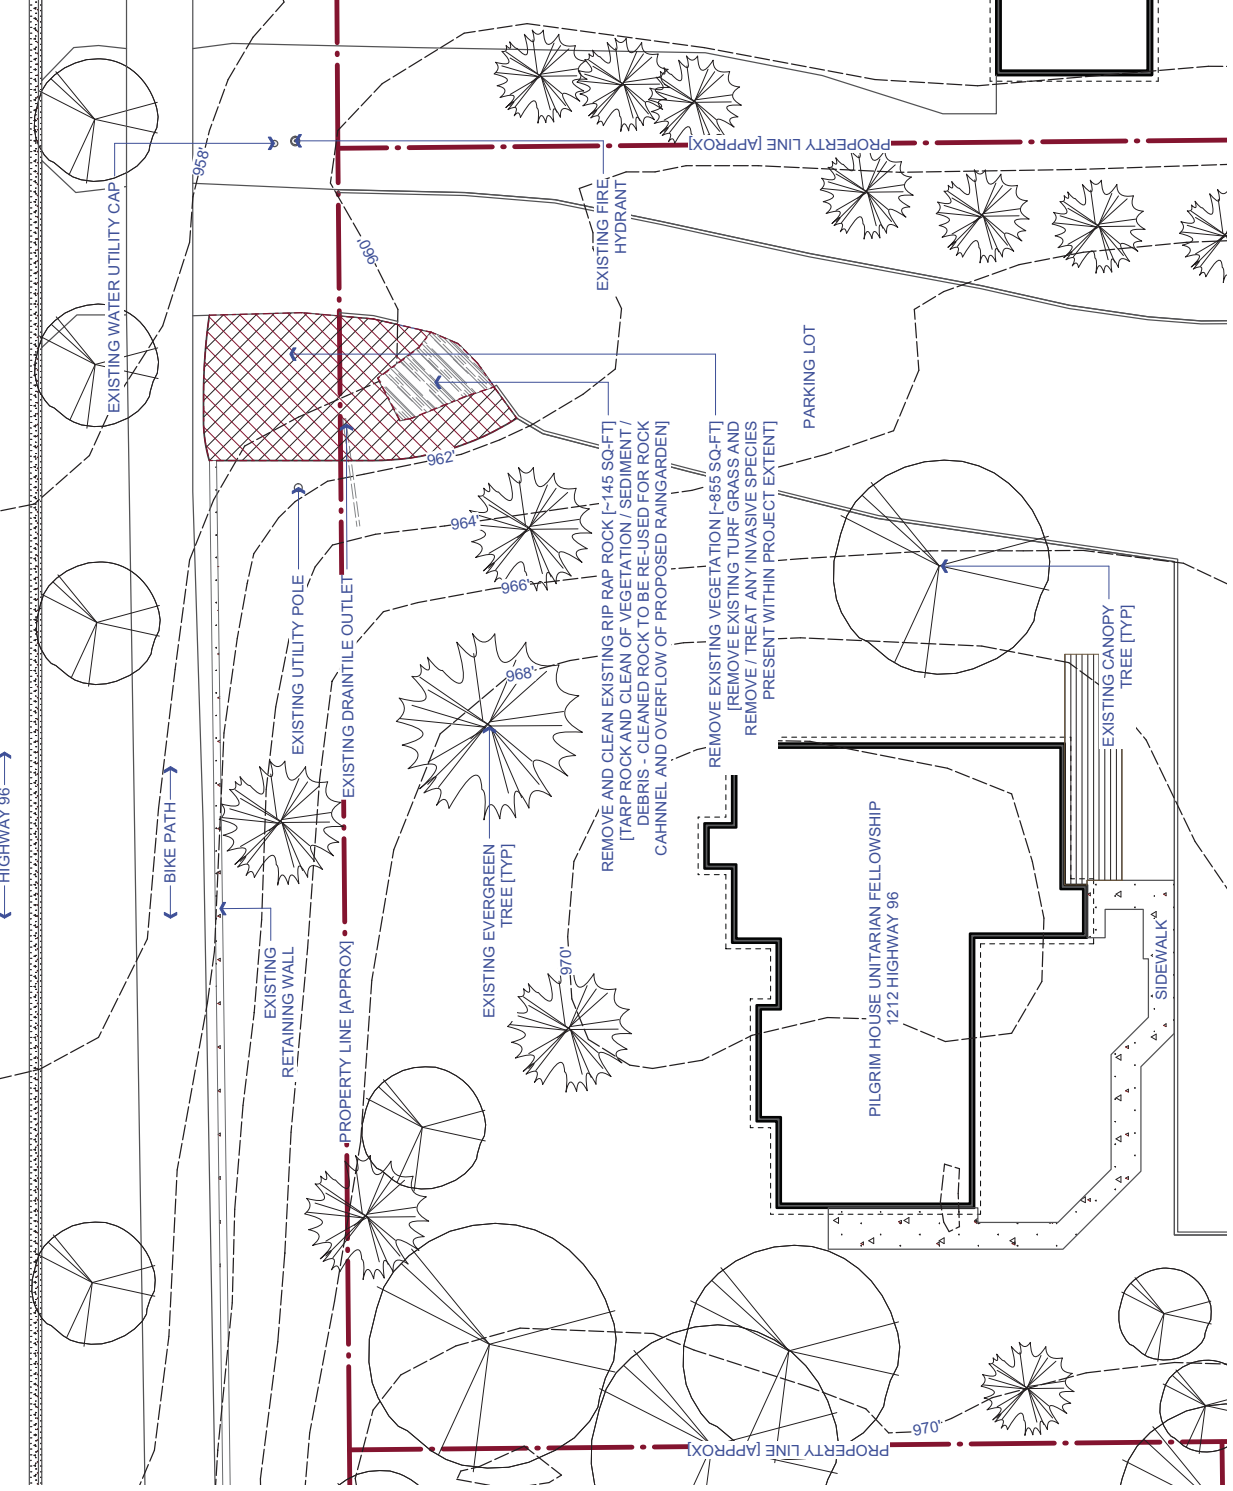 EXISTING WATER UTILITY CAP
958'
960'
EXISTING FIRE
HYDRANT
PROPERTY LINE [APPROX]
PARKING LOT
962'
964'
966'
968'
970'
REMOVE AND CLEAN EXISTING RIP RAP ROCK [~145 SQ-FT]
[TARP ROCK AND CLEAN OF VEGETATION / SEDIMENT /
DEBRIS - CLEANED ROCK TO BE RE-USED FOR ROCK
CAHNNEL AND OVERFLOW OF PROPOSED RAINGARDEN]
REMOVE EXISTING VEGETATION [~855 SQ-FT]
[REMOVE EXISTING TURF GRASS AND
REMOVE / TREAT ANY INVASIVE SPECIES
PRESENT WITHIN PROJECT EXTENT]
EXISTING UTILITY POLE
EXISTING DRAINTILE OUTLET
EXISTING CANOPY
TREE [TYP]
HIGHWAY 96
BIKE PATH
EXISTING
RETAINING WALL
PROPERTY LINE [APPROX]
EXISTING EVERGREEN
TREE [TYP]
PILGRIM HOUSE UNITARIAN FELLOWSHIP
1212 HIGHWAY 96
SIDEWALK
970'
PROPERTY LINE [APPROX]